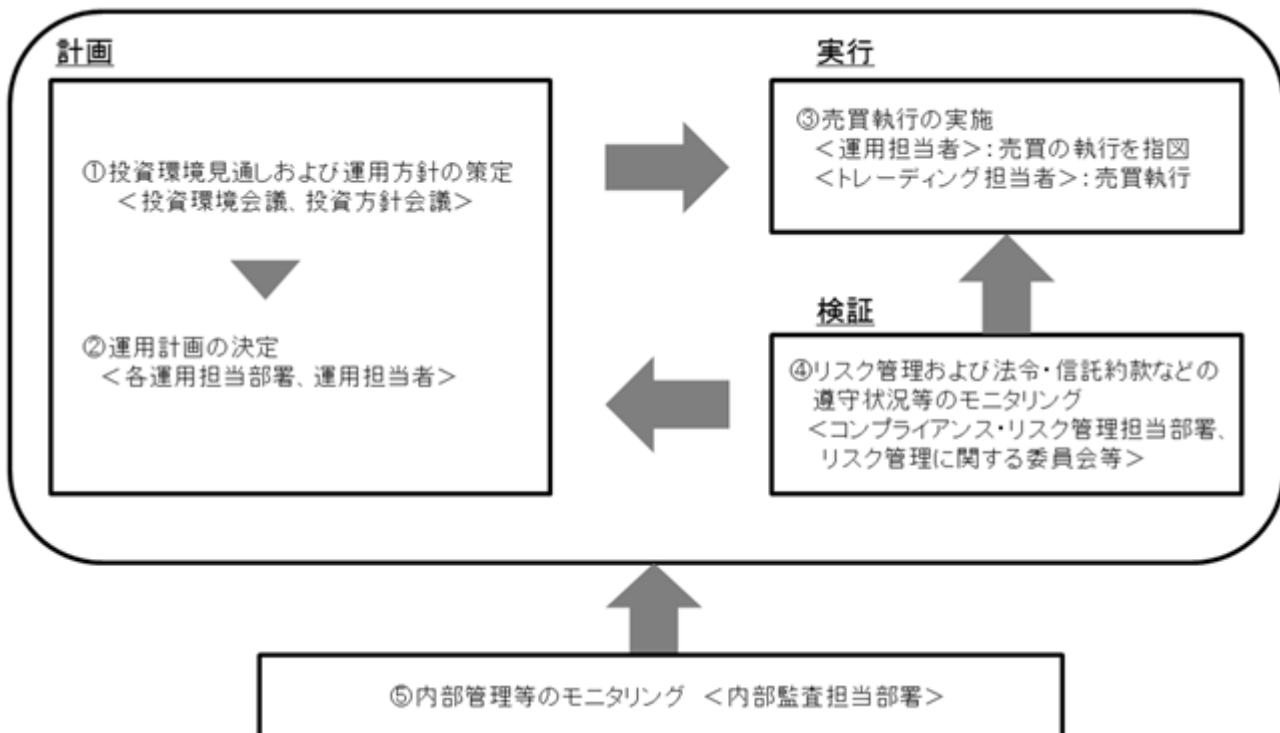 計画
①投資環境見通しおよび運用方針の策定
＜投資環境会議、投資方針会議＞
②運用計画の決定
＜各運用担当部署、運用担当者＞
実行
③売買執行の実施
＜運用担当者＞：売買の執行を指図
＜トレーディング担当者＞：売買執行
検証
④リスク管理および法令・信託約款などの
遵守状況等のモニタリング
＜コンプライアンス・リスク管理担当部署、
リスク管理に関する委員会等＞
⑤内部管理等のモニタリング ＜内部監査担当部署＞